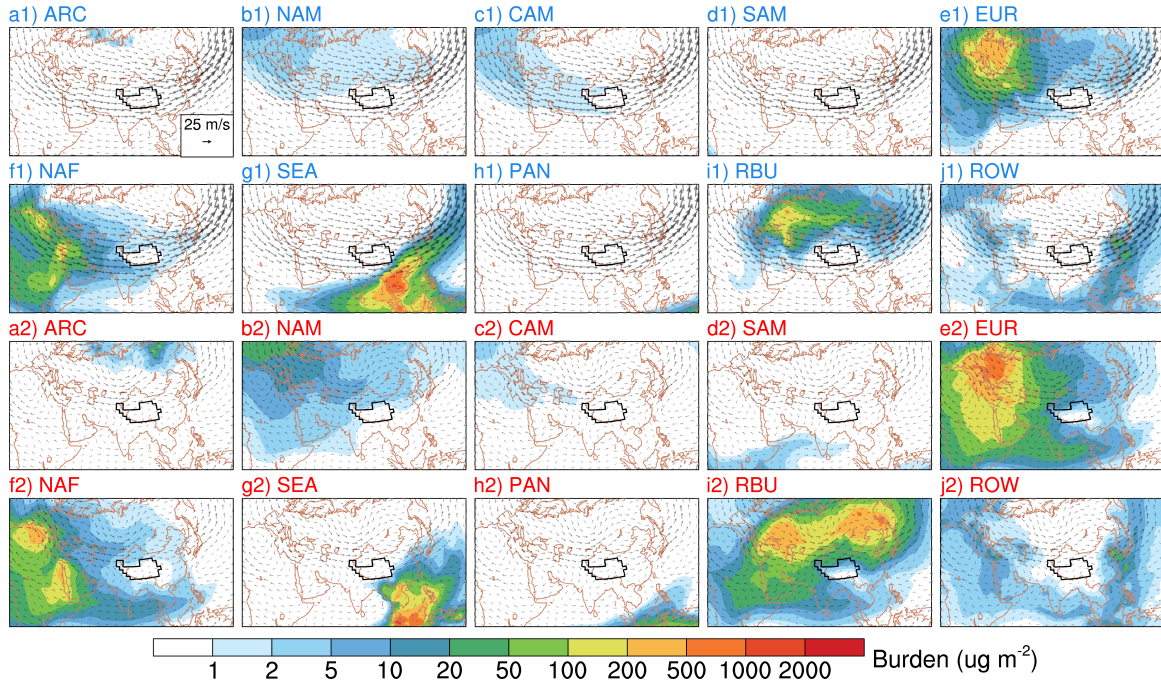 a1) ARC b1) NAM c1) CAM d1) SAM e1) EUR
25 m/s
f1) NAF g1) SEA h1) PAN i1) RBU j1) ROW
a2) ARC b2) NAM c2) CAM d2) SAM e2) EUR
f2) NAF g2) SEA h2) PAN i2) RBU j2) ROW
1 2 5 10 20 50 100 200 500 1000 2000 Burden (ug m⁻²)